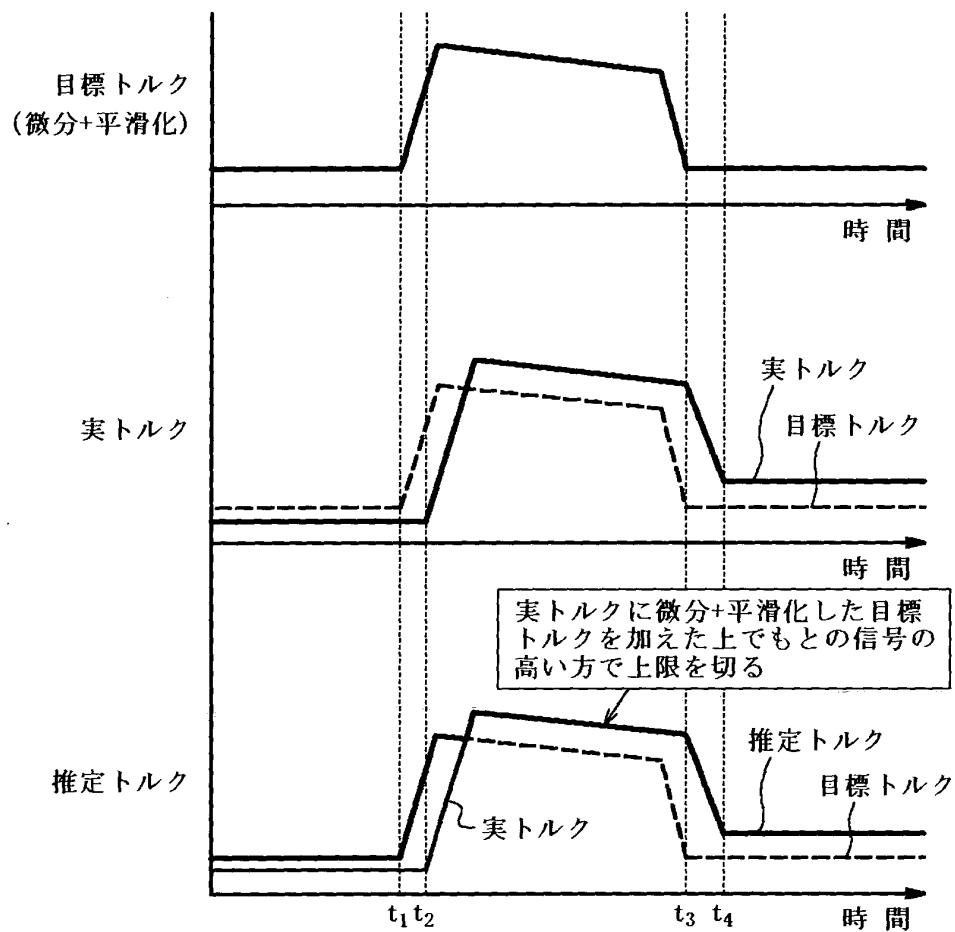 目標トルク
(微分+平滑化)
時間
実トルク
実トルク
目標トルク
時間
実トルクに微分+平滑化した目標
トルクを加えた上でもとの信号の
高い方で上限を切る
推定トルク
推定トルク
目標トルク
実トルク
t1 t2 t3 t4 時間